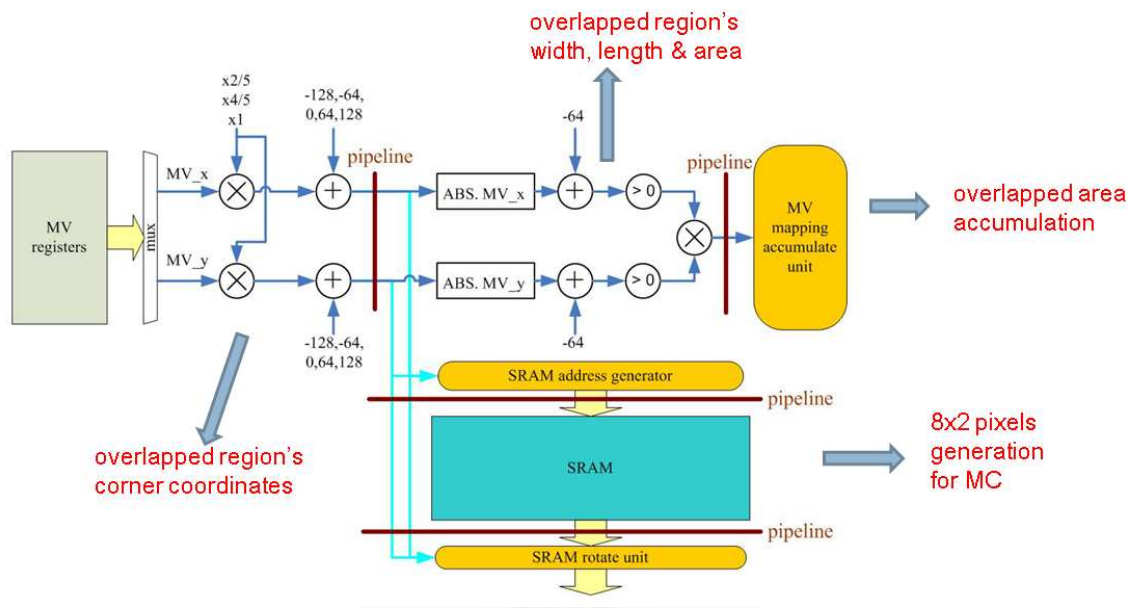 overlapped region's
width, length & area
x2/5
x4/5
x1
-128,-64,
0,64,128
-64
pipeline
pipeline
MV_x
ABS. MV_x
> 0
MV
registers
mux
MV
mapping
accumulate
unit
overlapped area
accumulation
MV_y
ABS. MV_y
> 0
-128,-64,
0,64,128
-64
SRAM address generator
pipeline
overlapped region's
corner coordinates
SRAM
8x2 pixels
generation
for MC
pipeline
SRAM rotate unit